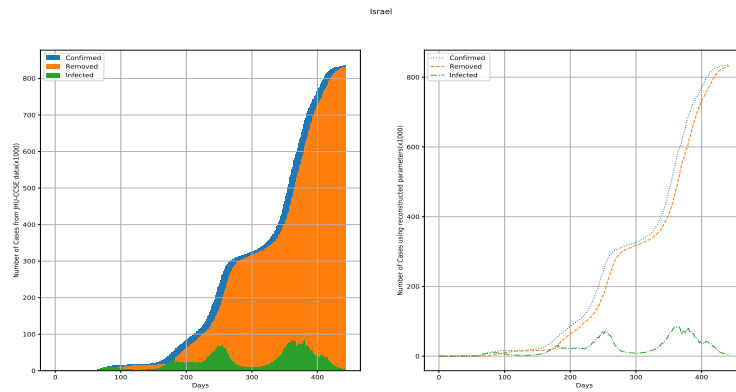 Israel
Confirmed
Removed
Infected
800
700
600
500
400
300
200
100
0
Number of Cases from JHU-CCSE data(x1000)
0 100 200 300 400
Days
Confirmed
Removed
Infected
800
600
400
200
0
Number of Cases using reconstructed parameters(x1000)
0 100 200 300 400
Days